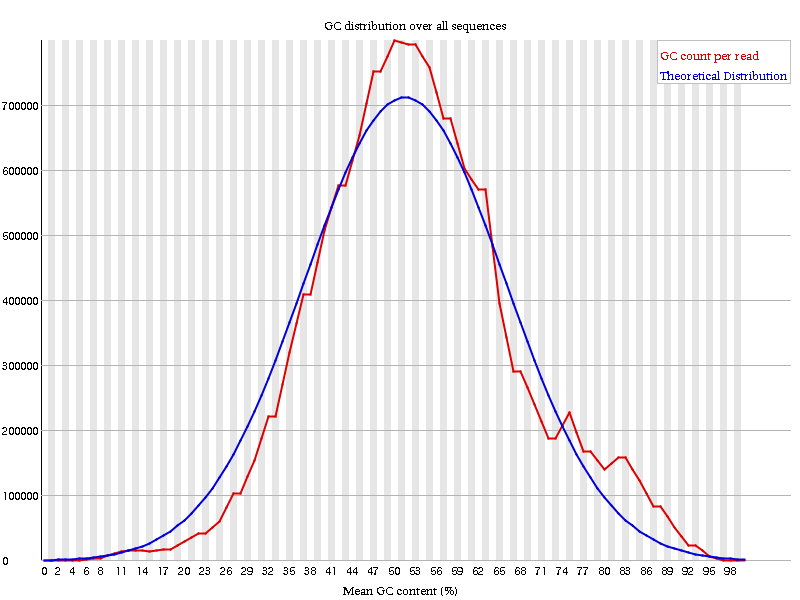 GC distribution over all sequences
GC count per read
Theoretical Distribution
700000
600000
500000
400000
300000
200000
100000
0
0 2 4 6 8 11 14 17 20 23 26 29 32 35 38 41 44 47 50 53 56 59 62 65 68 71 74 77 80 83 86 89 92 95 98
Mean GC content (%)